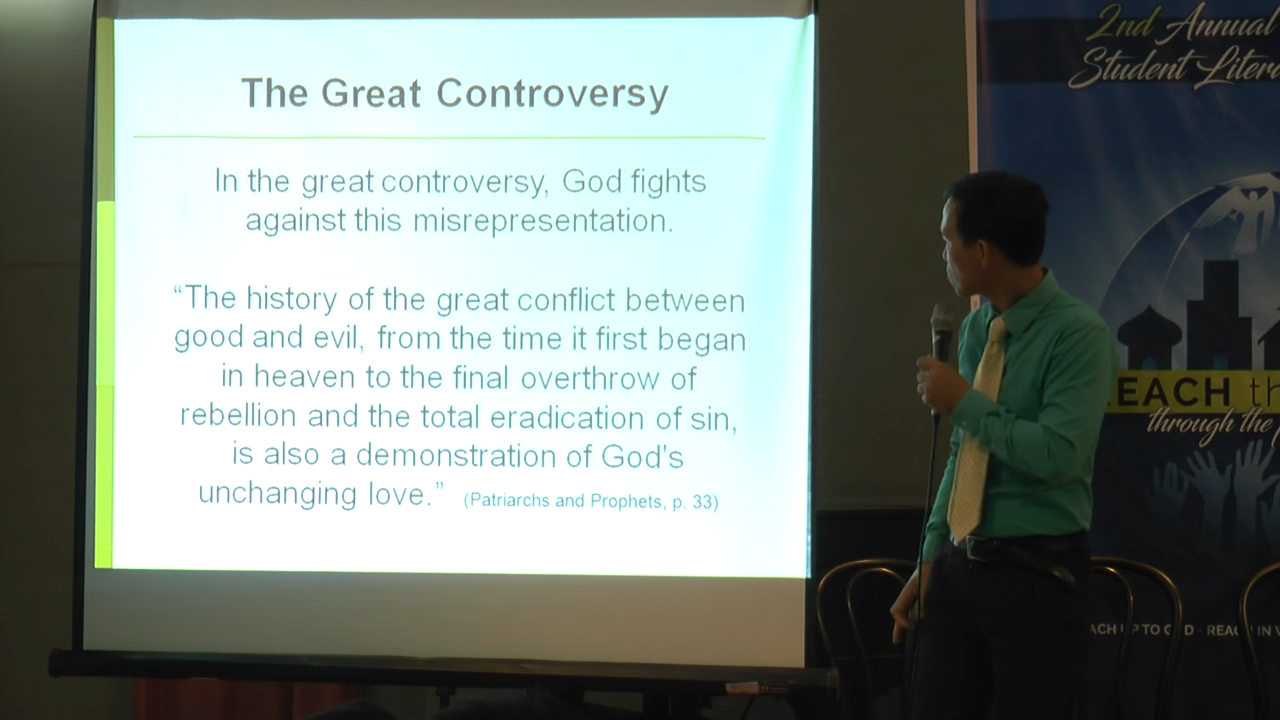 The Great Controversy
In the great controversy, God fights
against this misrepresentation.
“The history of the great conflict between
good and evil, from the time it first began
in heaven to the final overthrow of
rebellion and the total eradication of sin,
is also a demonstration of God's
unchanging love.” (Patriarchs and Prophets, p. 33)
2nd Annual
Student
through the
TO
IN